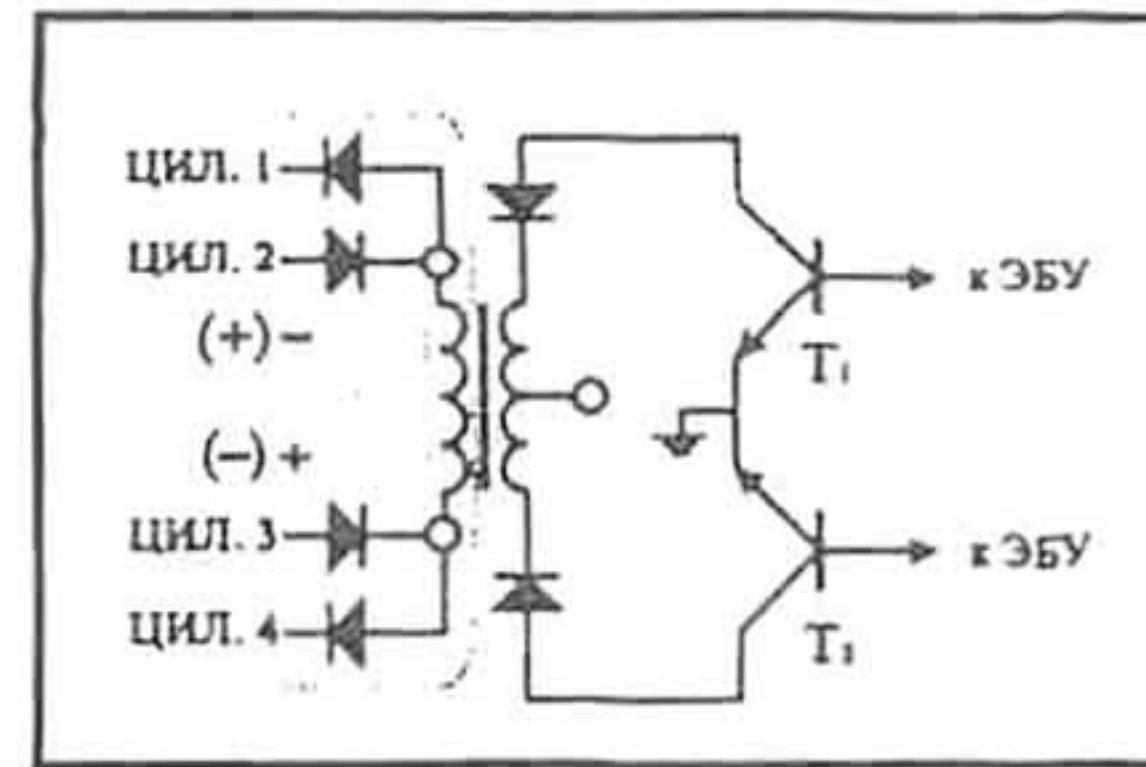 ЦИЛ. 1
ЦИЛ. 2
(+) –
(–) +
ЦИЛ. 3
ЦИЛ. 4
к ЭБУ
T₁
к ЭБУ
T₂